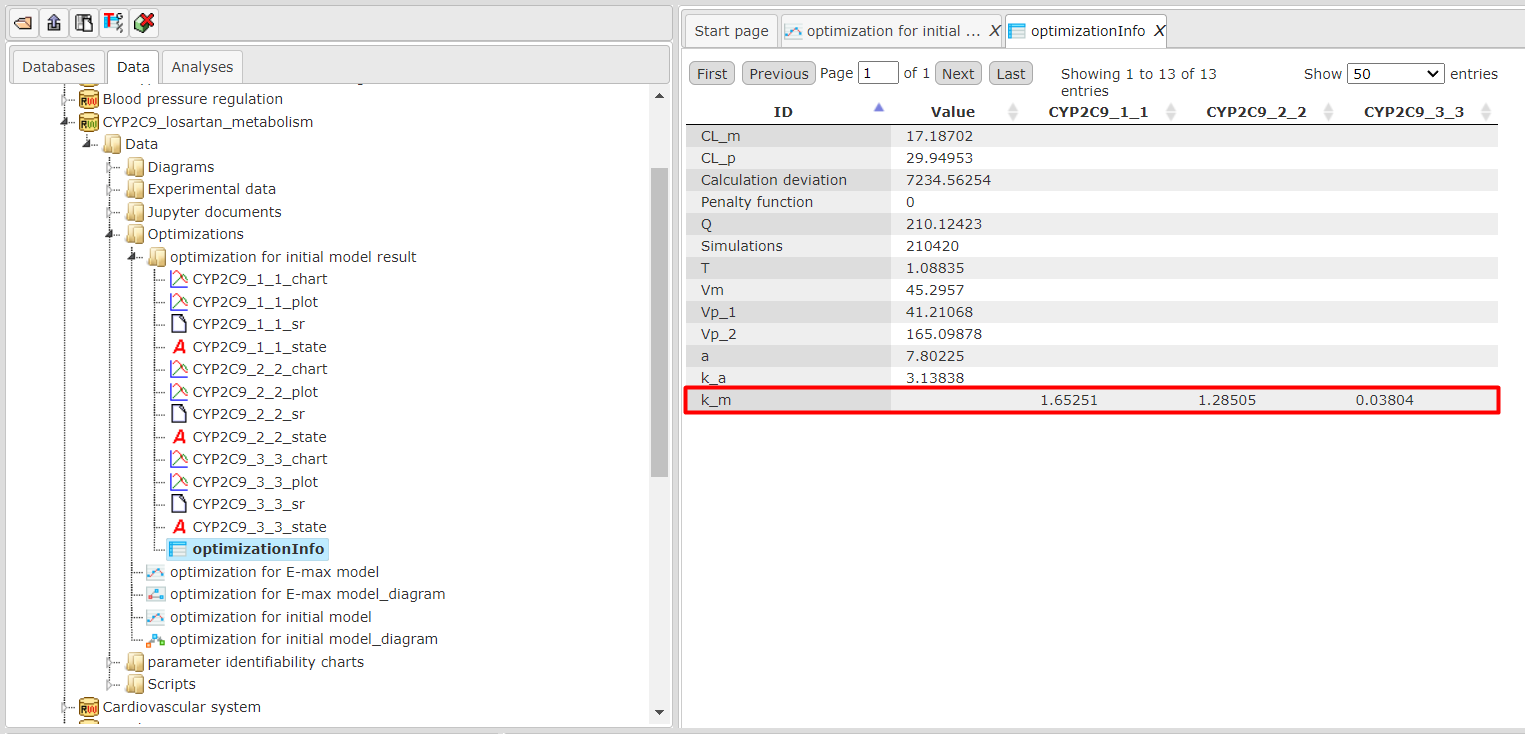 Databases Data Analyses
Blood pressure regulation
CYP2C9_losartan_metabolism
Data
Diagrams
Experimental data
Jupyter documents
Optimizations
optimization for initial model result
CYP2C9_1_1_chart
CYP2C9_1_1_plot
CYP2C9_1_1_sr
CYP2C9_1_1_state
CYP2C9_2_2_chart
CYP2C9_2_2_plot
CYP2C9_2_2_sr
CYP2C9_2_2_state
CYP2C9_3_3_chart
CYP2C9_3_3_plot
CYP2C9_3_3_sr
CYP2C9_3_3_state
optimizationInfo
optimization for E-max model
optimization for E-max model_diagram
optimization for initial model
optimization for initial model_diagram
parameter identifiability charts
Scripts
Cardiovascular system
Start page optimization for initial ... X optimizationInfo X
First Previous Page 1 of 1 Next Last Showing 1 to 13 of 13 entries Show 50 entries
ID Value CYP2C9_1_1 CYP2C9_2_2 CYP2C9_3_3
CL_m 17.18702
CL_p 29.94953
Calculation deviation 7234.56254
Penalty function 0
Q 210.12423
Simulations 210420
T 1.08835
Vm 45.2957
Vp_1 41.21068
Vp_2 165.09878
a 7.80225
k_a 3.13838
k_m 1.65251 1.28505 0.03804